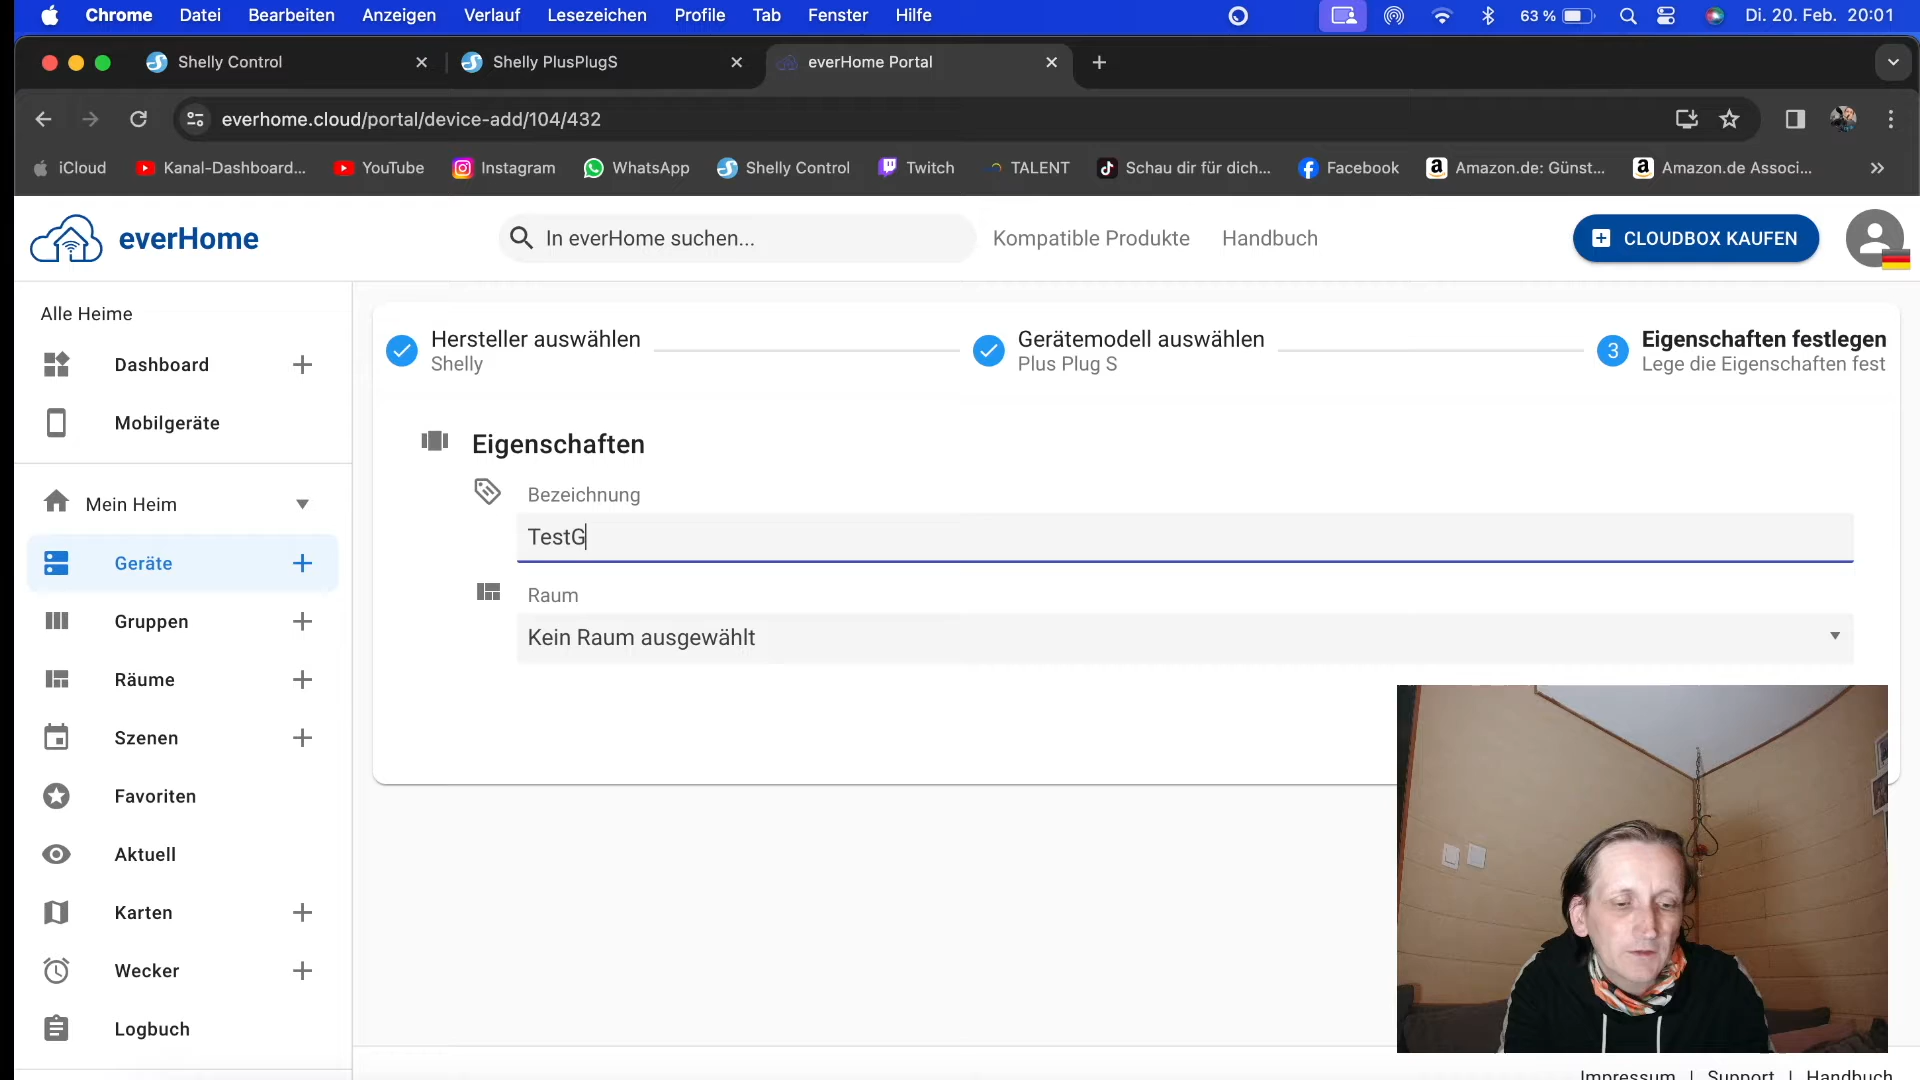 Chrome Datei Bearbeiten Anzeigen Verlauf Lesezeichen Profile Tab Fenster Hilfe 63 % Di. 20. Feb. 20:01
Shelly Control Shelly PlusPlugS everHome Portal
everhome.cloud/portal/device-add/104/432
iCloud Kanal-Dashboard... YouTube Instagram WhatsApp Shelly Control Twitch TALENT Schau dir für dich... Facebook Amazon.de: Günst... Amazon.de Associ...
everHome In everHome suchen... Kompatible Produkte Handbuch CLOUDBOX KAUFEN
Alle Heime
Dashboard
Mobilgeräte
Mein Heim
Geräte
Gruppen
Räume
Szenen
Favoriten
Aktuell
Karten
Wecker
Logbuch
Hersteller auswählen
Shelly
Gerätemodell auswählen
Plus Plug S
3
Eigenschaften festlegen
Lege die Eigenschaften fest
Eigenschaften
Bezeichnung
TestG
Raum
Kein Raum ausgewählt
Impressum | Support | Handbuch